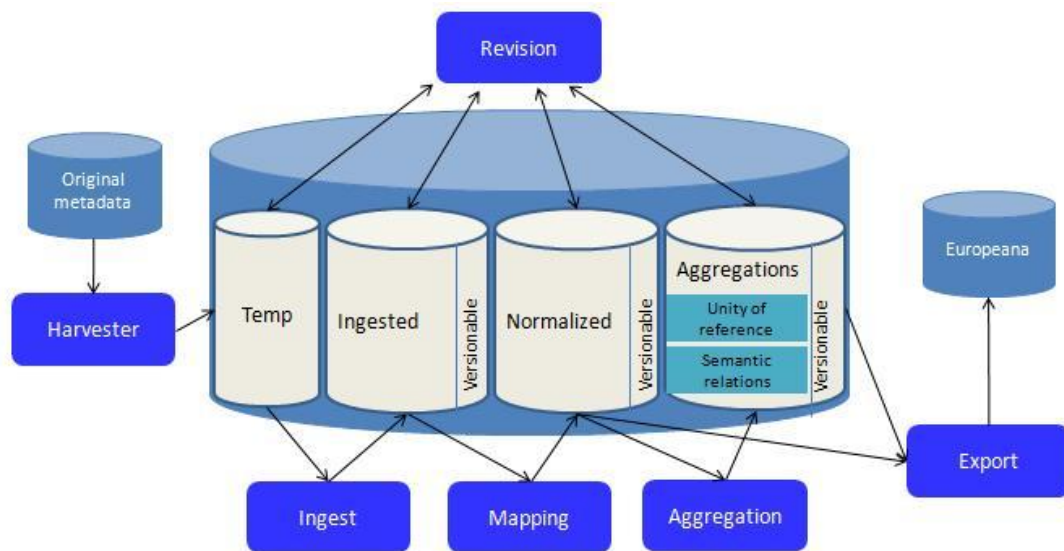 Revision
Original
metadata
Europeana
Harvester
Temp
Ingested
Versionable
Normalized
Versionable
Aggregations
Unity of
reference
Semantic
relations
Versionable
Ingest
Mapping
Aggregation
Export